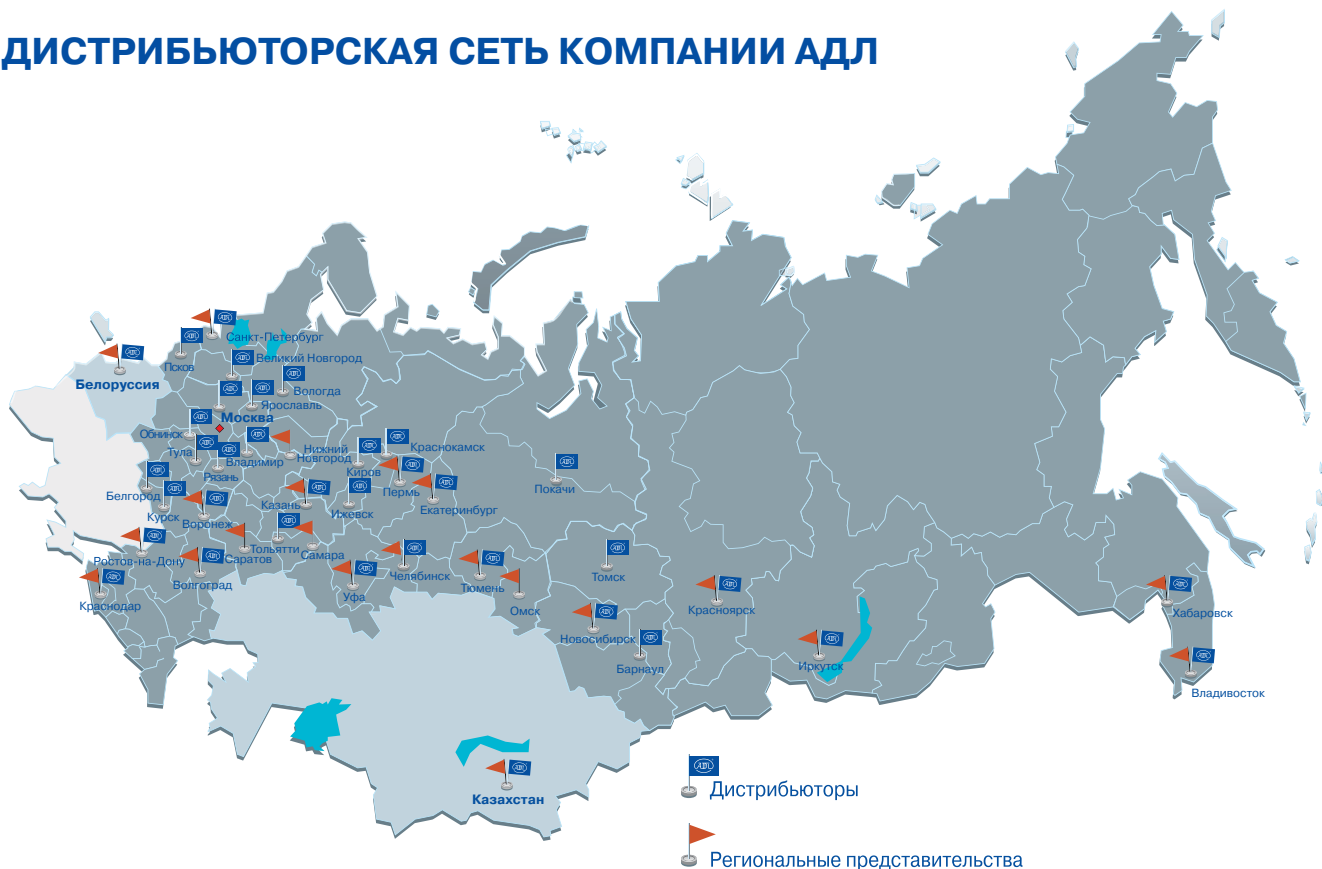 ДИСТРИБЬЮТОРСКАЯ СЕТЬ КОМПАНИИ АДЛ
Санкт-Петербург
Великий Новгород
Псков
Белоруссия
Вологда
Ярославль
Москва
Обнинск
Тула
Владимир
Рязань
Нижний
Новгород
Киров
Краснокамск
Пермь
Екатеринбург
Покачи
Белгород
Курск
Воронеж
Казань
Ижевск
Тольятти
Самара
Саратов
Ростов-на-Дону
Волгоград
Краснодар
Уфа
Челябинск
Тюмень
Омск
Томск
Новосибирск
Барнаул
Красноярск
Иркутск
Хабаровск
Владивосток
Казахстан
Дистрибьюторы
Региональные представительства